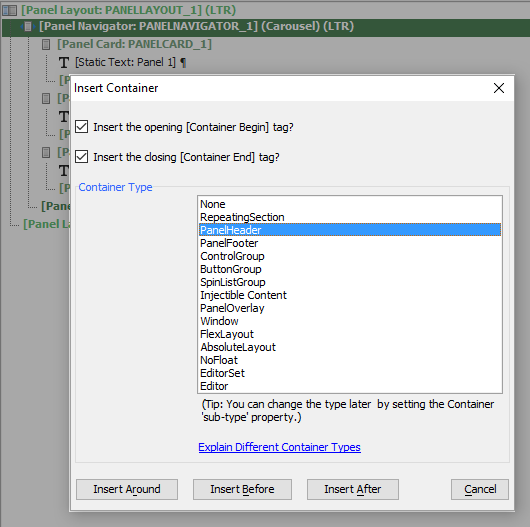 [Panel Layout: PANELLAYOUT_1] (LTR)
[Panel Navigator: PANELNAVIGATOR_1] (Carousel) (LTR)
[Panel Card: PANELCARD_1]
T [Static Text: Panel 1] ¶
Insert Container
Insert the opening [Container Begin] tag?
Insert the closing [Container End] tag?
Container Type
None
RepeatingSection
PanelHeader
PanelFooter
ControlGroup
ButtonGroup
SpinListGroup
Injectible Content
PanelOverlay
Window
FlexLayout
AbsoluteLayout
NoFloat
EditorSet
Editor
(Tip: You can change the type later by setting the Container
'sub-type' property.)
Explain Different Container Types
Insert Around
Insert Before
Insert After
Cancel
[P
[Pan
T
[P
[Pan
T
[P
[Pane
[Panel La